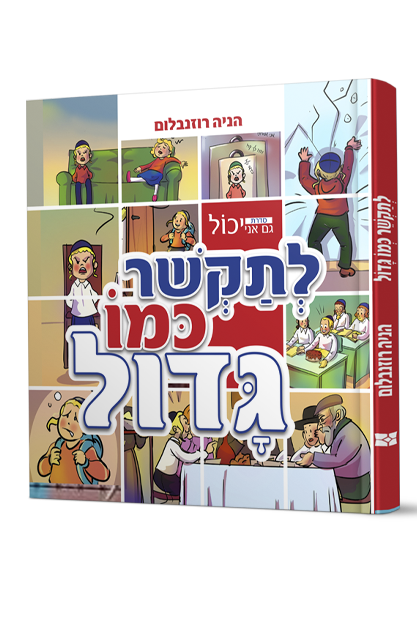 הניה רוזנבלום
סדרת
גם אני יכול
לְתַקְשֵׁר
כְּמוֹ
גָּדוֹל
לְתַקְשֵׁר כְּמוֹ גָּדוֹל
הניה רוזנבלום